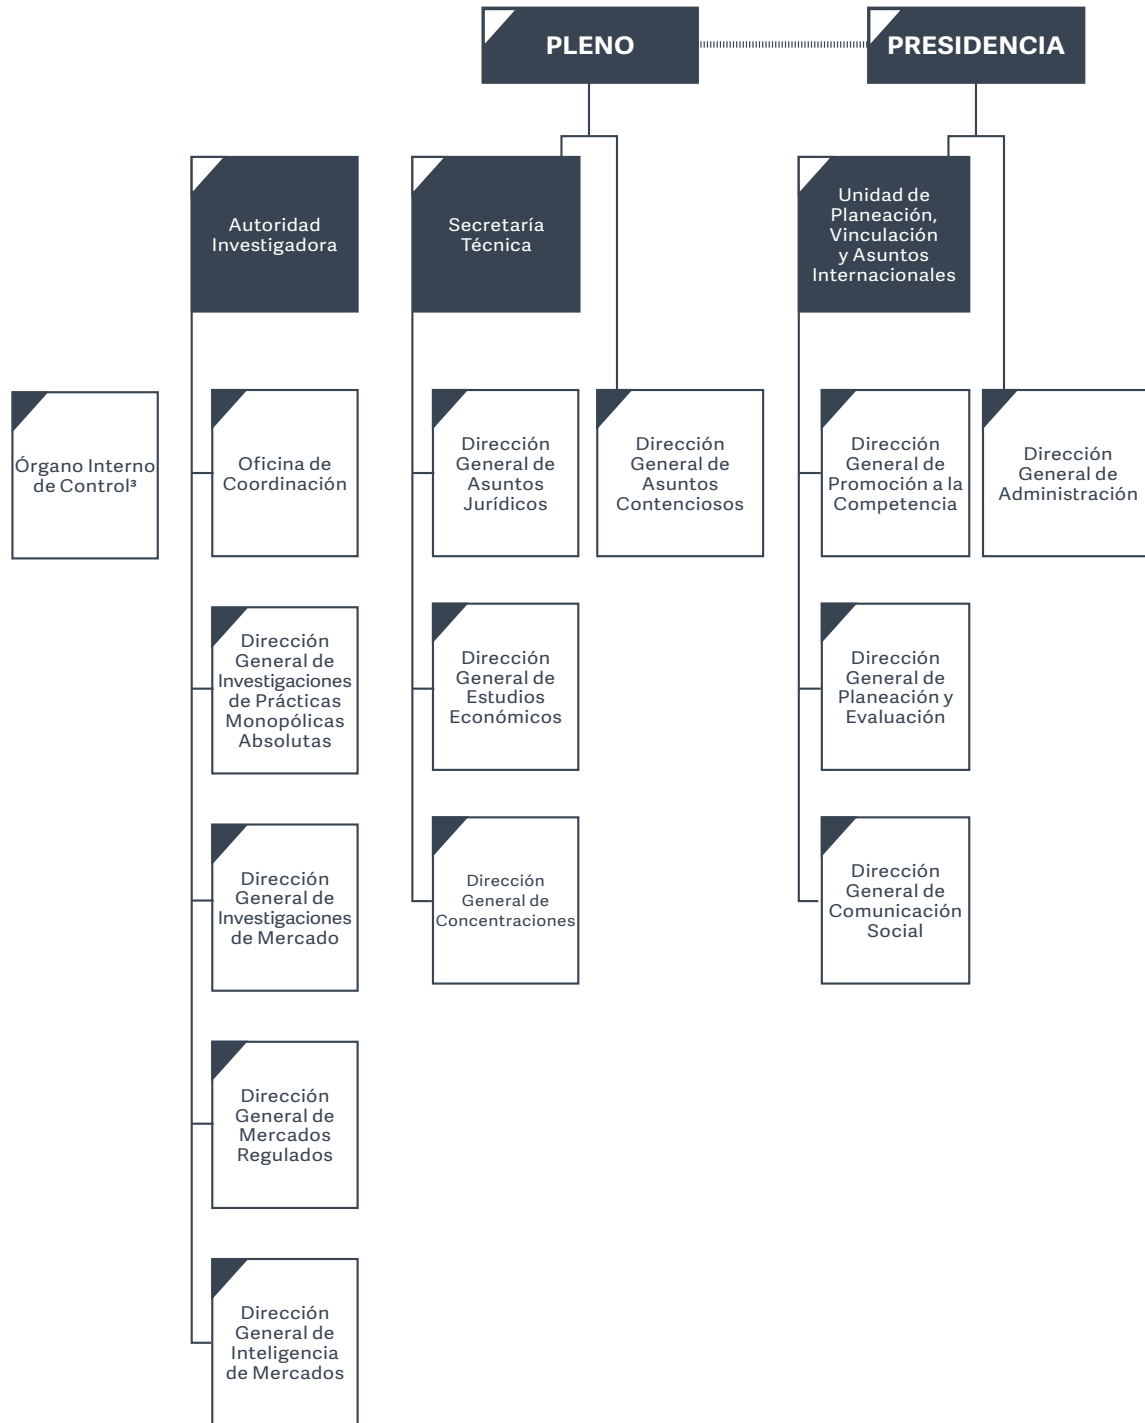 PLENO
PRESIDENCIA
Autoridad
Investigadora
Secretaría
Técnica
Unidad de
Planeación,
Vinculación
y Asuntos
Internacionales
Órgano Interno
de Control³
Oficina de
Coordinación
Dirección
General de
Asuntos
Jurídicos
Dirección
General de
Asuntos
Contenciosos
Dirección
General de
Promoción a la
Competencia
Dirección
General de
Administración
Dirección
General de
Investigaciones
de Prácticas
Monopólicas
Absolutas
Dirección
General de
Estudios
Económicos
Dirección
General de
Planeación y
Evaluación
Dirección
General de
Investigaciones
de Mercado
Dirección
General de
Concentraciones
Dirección
General de
Comunicación
Social
Dirección
General de
Mercados
Regulados
Dirección
General de
Inteligencia
de Mercados